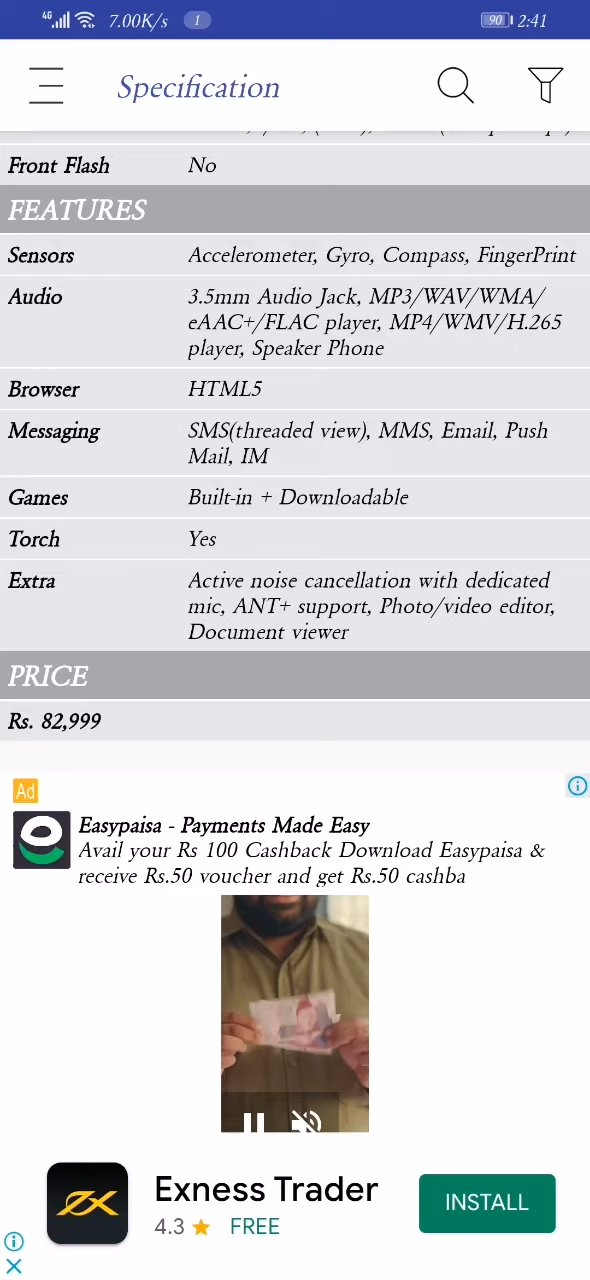 4G 7.00K/s 1 90 2:41
Specification
Front Flash No
FEATURES
Sensors Accelerometer, Gyro, Compass, FingerPrint
Audio 3.5mm Audio Jack, MP3/WAV/WMA/
eAAC+/FLAC player, MP4/WMV/H.265
player, Speaker Phone
Browser HTML5
Messaging SMS(threaded view), MMS, Email, Push
Mail, IM
Games Built-in + Downloadable
Torch Yes
Extra Active noise cancellation with dedicated
mic, ANT+ support, Photo/video editor,
Document viewer
PRICE
Rs. 82,999
Ad
Easypaisa - Payments Made Easy
Avail your Rs 100 Cashback Download Easypaisa &
receive Rs.50 voucher and get Rs.50 cashba
Exness Trader
4.3 FREE
INSTALL